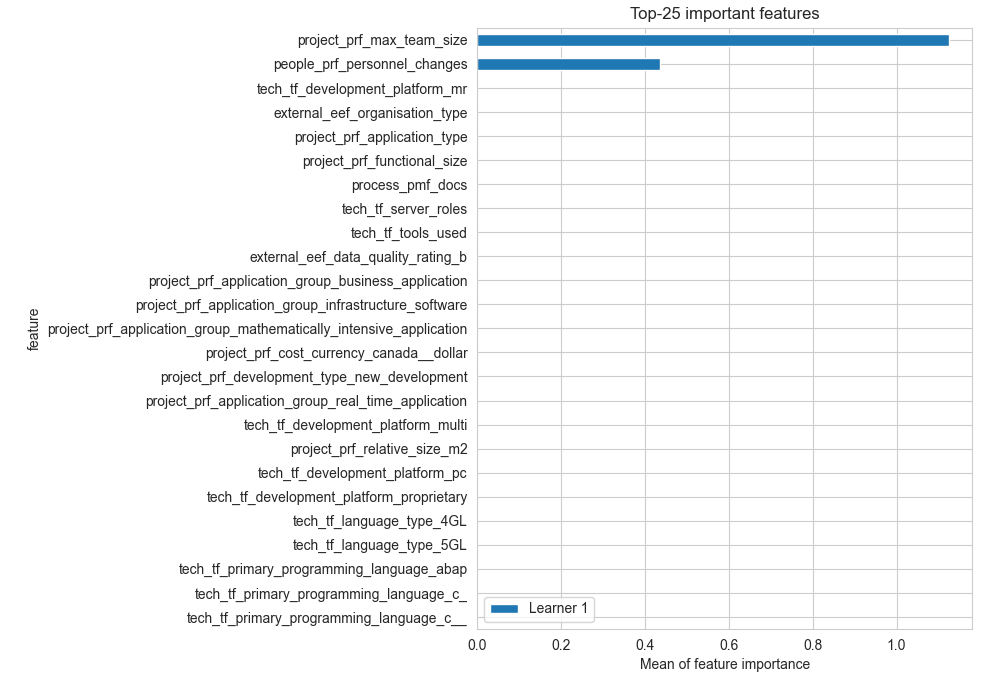 Top-25 important features
project_prf_max_team_size
people_prf_personnel_changes
tech_tf_development_platform_mr
external_eef_organisation_type
project_prf_application_type
project_prf_functional_size
process_pmf_docs
tech_tf_server_roles
tech_tf_tools_used
external_eef_data_quality_rating_b
project_prf_application_group_business_application
project_prf_application_group_infrastructure_software
project_prf_application_group_mathematically_intensive_application
project_prf_cost_currency_canada__dollar
project_prf_development_type_new_development
project_prf_application_group_real_time_application
tech_tf_development_platform_multi
project_prf_relative_size_m2
tech_tf_development_platform_pc
tech_tf_development_platform_proprietary
tech_tf_language_type_4GL
tech_tf_language_type_5GL
tech_tf_primary_programming_language_abap
tech_tf_primary_programming_language_c_
tech_tf_primary_programming_language_c__
feature
Learner 1
0.0 0.2 0.4 0.6 0.8 1.0
Mean of feature importance